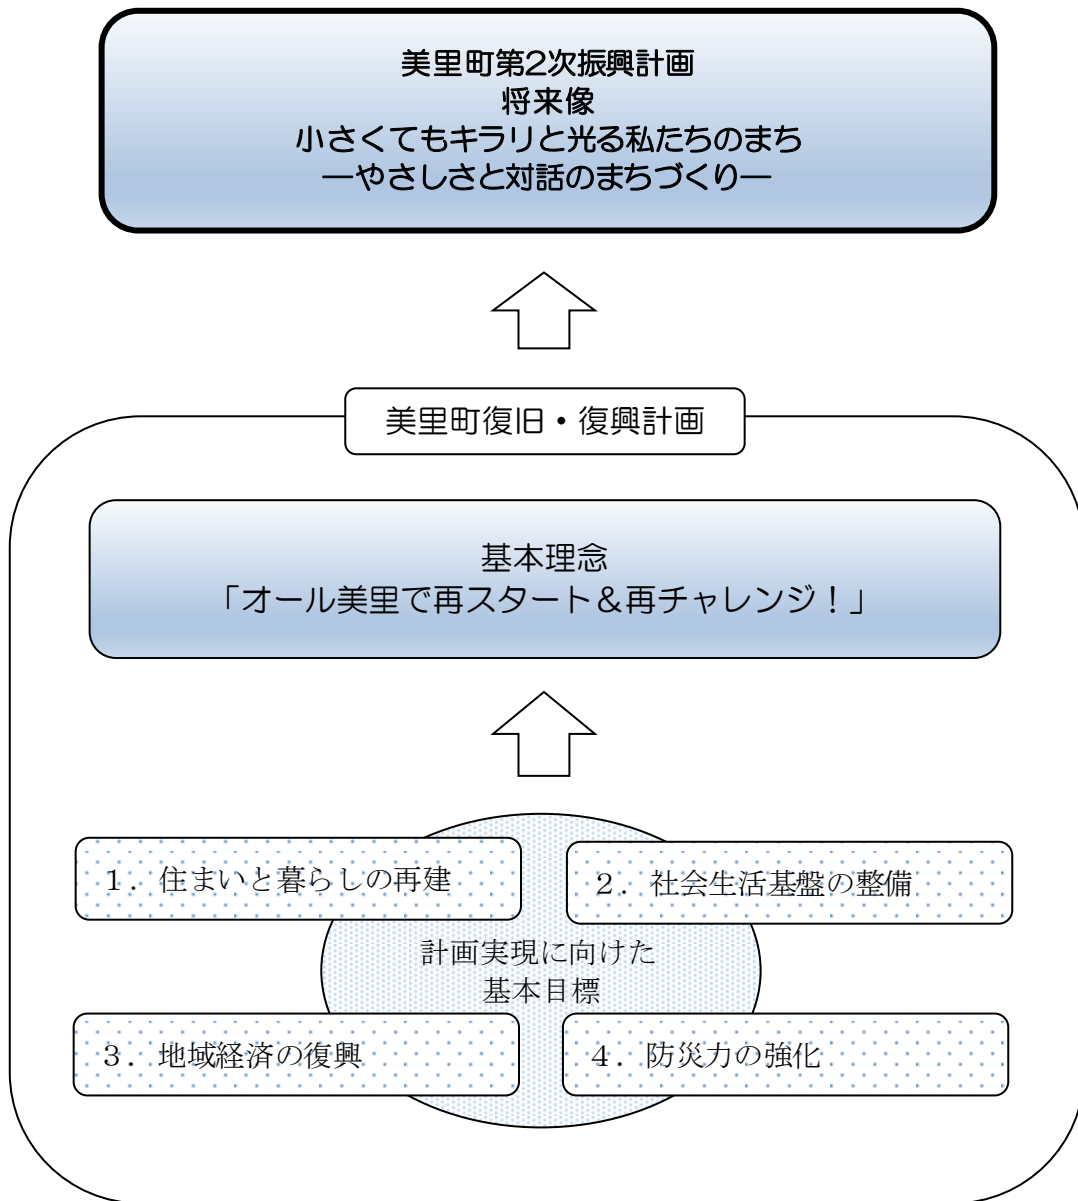 美里町第2次振興計画
将来像
小さくてもキラリと光る私たちのまち
―やさしさと対話のまちづくり―
美里町復旧・復興計画
基本理念
「オール美里で再スタート＆再チャレンジ！」
１．住まいと暮らしの再建
２．社会生活基盤の整備
計画実現に向けた
基本目標
３．地域経済の復興
４．防災力の強化